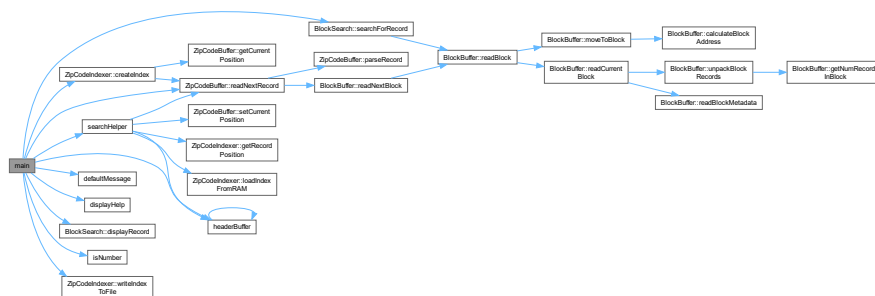 BlockSearch::searchForRecord
BlockBuffer::moveToBlock
BlockBuffer::calculateBlock
Address
ZipCodeBuffer::getCurrent
Position
ZipCodeBuffer::parseRecord
BlockBuffer::readBlock
ZipCodeIndexer::createIndex
BlockBuffer::readCurrent
Block
BlockBuffer::unpackBlock
Records
BlockBuffer::getNumRecord
InBlock
ZipCodeBuffer::readNextRecord
BlockBuffer::readNextBlock
BlockBuffer::readBlockMetadata
ZipCodeBuffer::setCurrent
Position
searchHelper
ZipCodeIndexer::getRecord
Position
main
defaultMessage
ZipCodeIndexer::loadIndex
FromRAM
displayHelp
headerBuffer
BlockSearch::displayRecord
isNumber
ZipCodeIndexer::writeIndex
ToFile